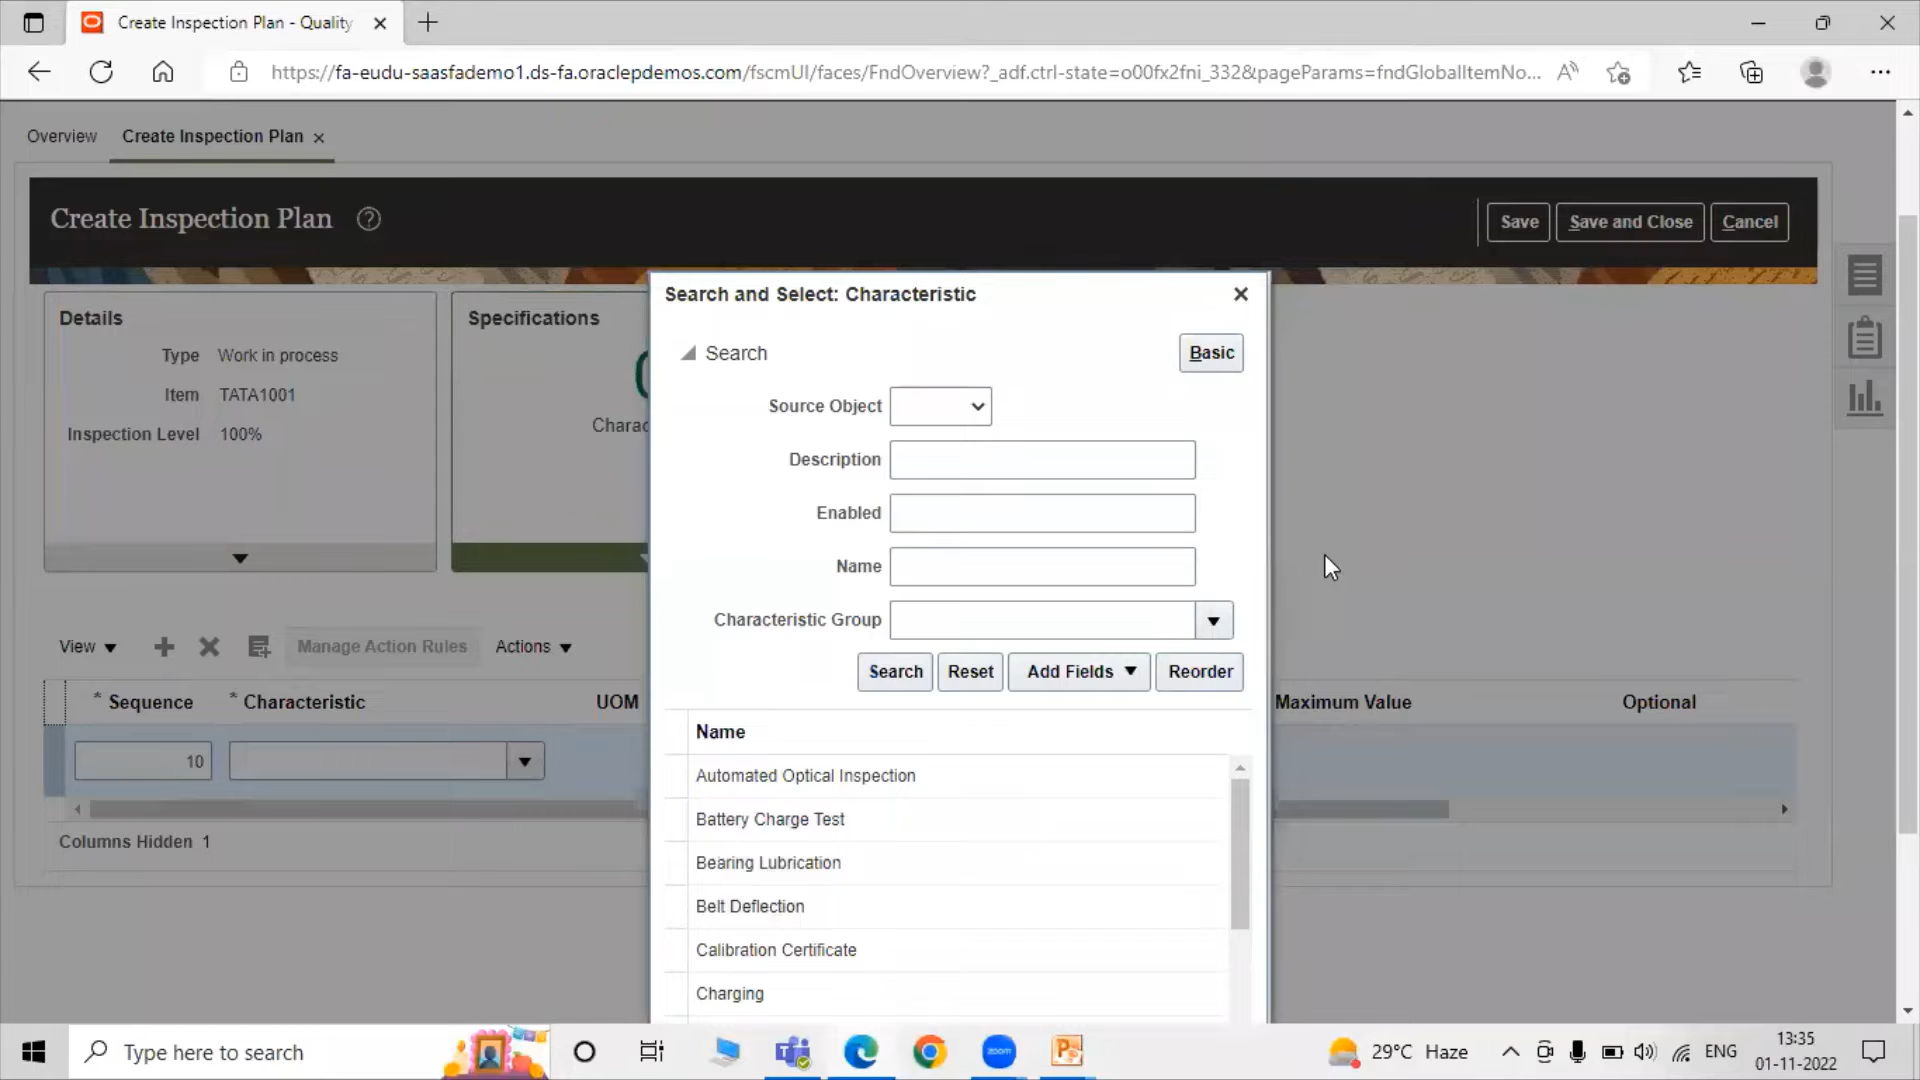 Create Inspection Plan - Quality
https://fa-eudu-saasfademo1.ds-fa.oraclepdemos.com/fscmUI/faces/FndOverview?_adf.ctrl-state=o00fx2fni_332&pageParams=fndGlobalItemNo...
Overview
Create Inspection Plan
Create Inspection Plan
Save
Save and Close
Cancel
Details
Type Work in process
Item TATA1001
Inspection Level 100%
Specifications
Charac
Search and Select: Characteristic
Search
Basic
Source Object
Description
Enabled
Name
Characteristic Group
Search Reset Add Fields Reorder
Name
Automated Optical Inspection
Battery Charge Test
Bearing Lubrication
Belt Deflection
Calibration Certificate
Charging
View
Manage Action Rules
Actions
* Sequence * Characteristic UOM Maximum Value Optional
10
Columns Hidden 1
Type here to search
zoom
29°C Haze
ENG
13:35
01-11-2022